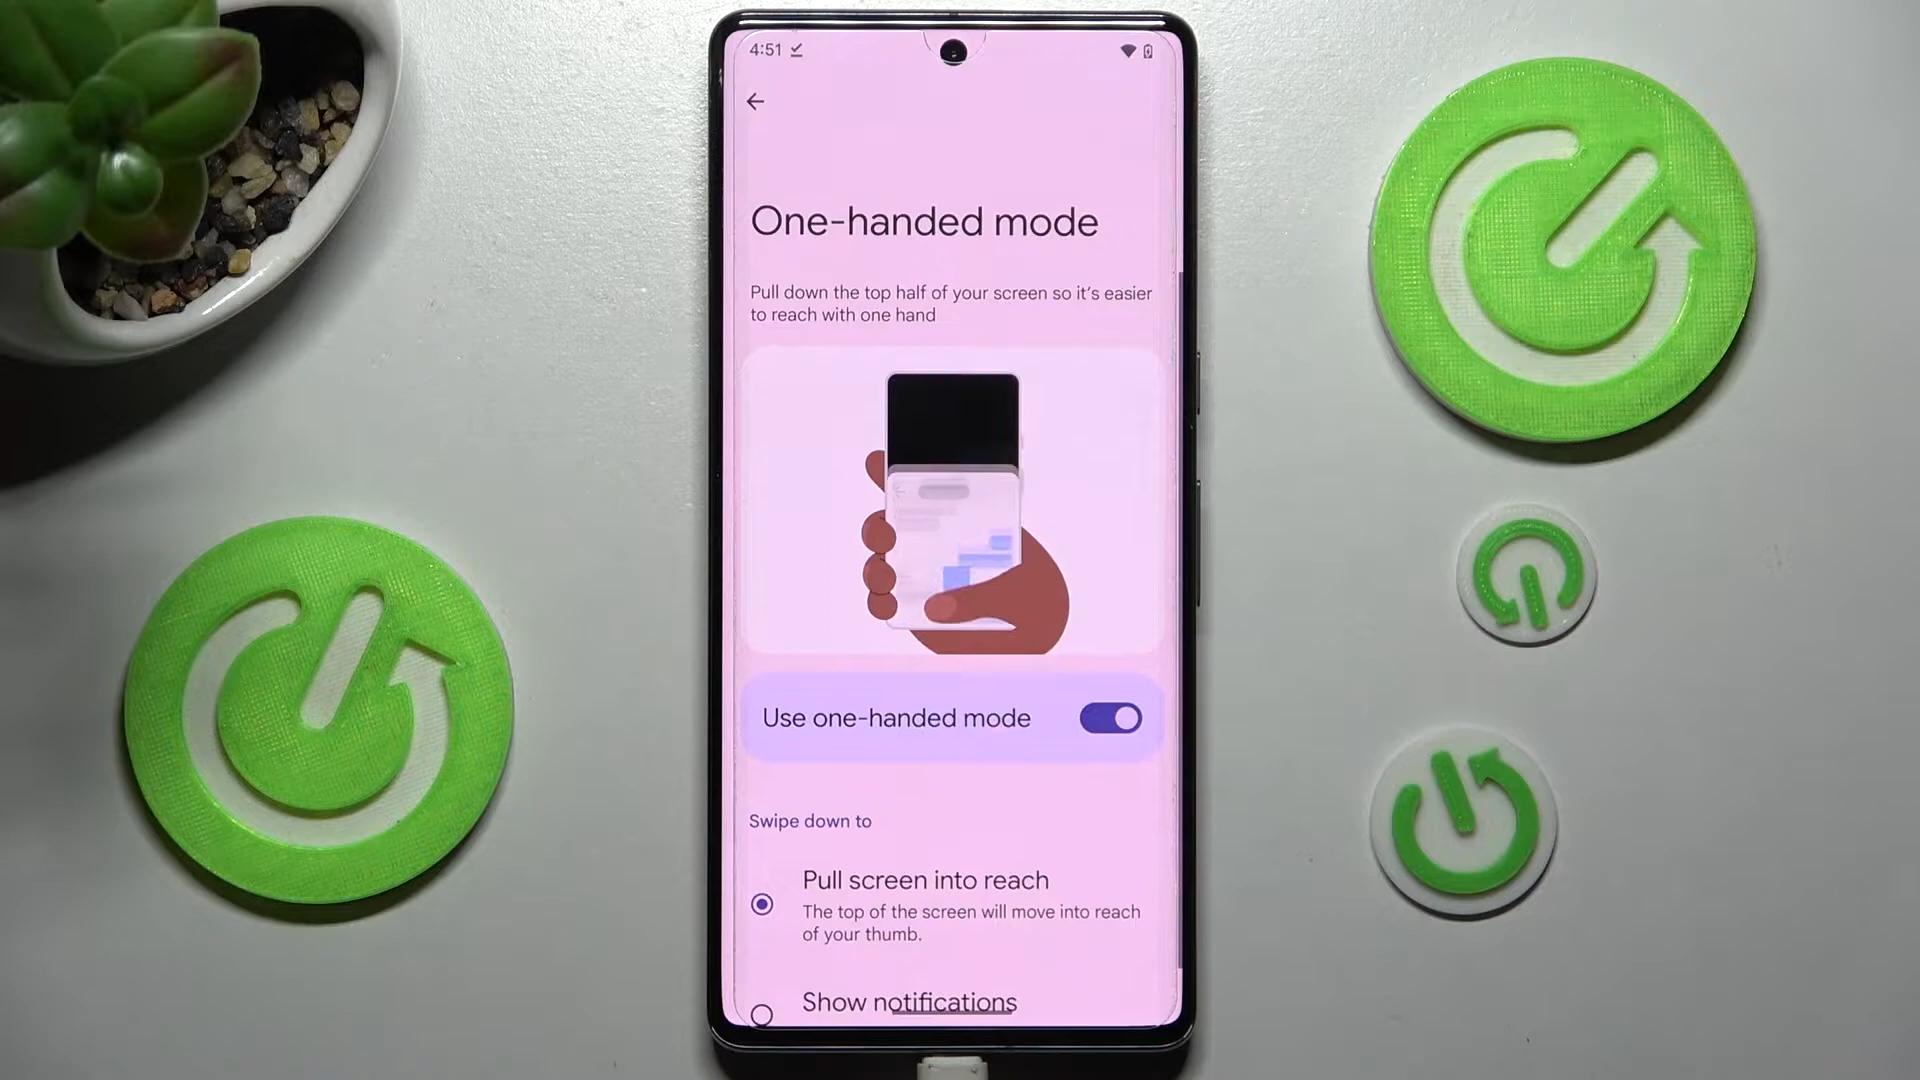 4:51
One-handed mode
Pull down the top half of your screen so it's easier
to reach with one hand
Use one-handed mode
Swipe down to
Pull screen into reach
The top of the screen will move into reach
of your thumb.
Show notifications